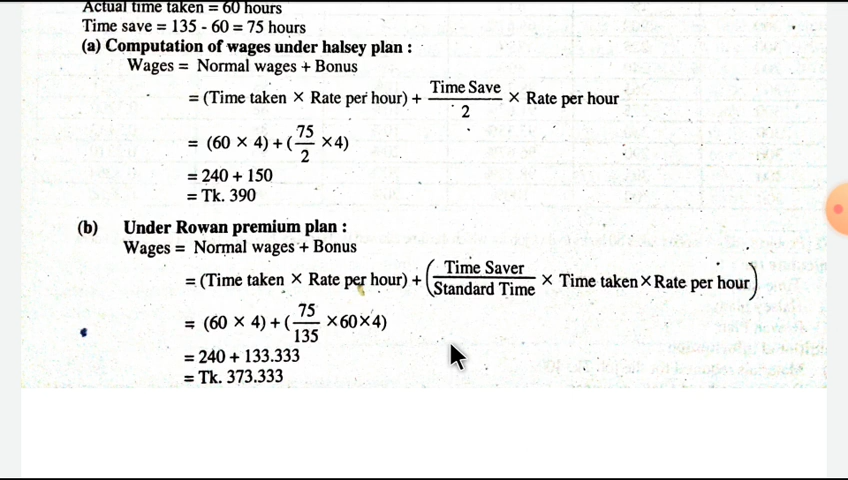 Actual time taken = 60 hours
Time save = 135 - 60 = 75 hours
(a) Computation of wages under halsey plan :
Wages = Normal wages + Bonus
= (Time taken × Rate per hour) + Time Save / 2 × Rate per hour
= (60 × 4) + (75 / 2 ×4)
= 240 + 150
= Tk. 390
(b) Under Rowan premium plan :
Wages = Normal wages + Bonus
= (Time taken × Rate per hour) + (Time Saver / Standard Time × Time taken×Rate per hour)
= (60 × 4) + (75 / 135 ×60×4)
= 240 + 133.333
= Tk. 373.333